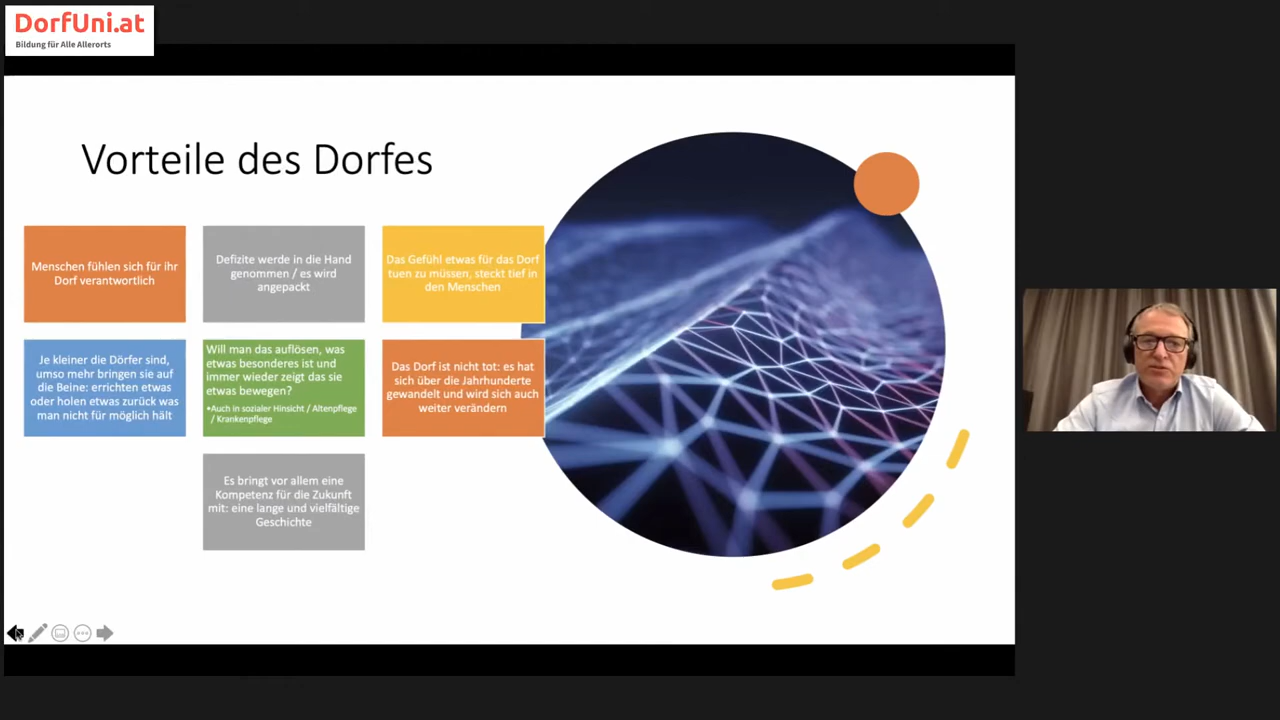 DorfUni.at
Bildung für Alle Allerorts
Vorteile des Dorfes
Menschen fühlen sich für ihr
Dorf verantwortlich
Defizite werde in die Hand
genommen / es wird
angepackt
Das Gefühl etwas für das Dorf
tuen zu müssen, steckt tief in
den Menschen
Je kleiner die Dörfer sind,
umso mehr bringen sie auf
die Beine: errichten etwas
oder holen etwas zurück was
man nicht für möglich hält
Will man das auflösen, was
etwas besonderes ist und
immer wieder zeigt das sie
etwas bewegen?
•Auch in sozialer Hinsicht / Altenpflege
/ Krankenpflege
Das Dorf ist nicht tot: es hat
sich über die Jahrhunderte
gewandelt und wird sich auch
weiter verändern
Es bringt vor allem eine
Kompetenz für die Zukunft
mit: eine lange und vielfältige
Geschichte